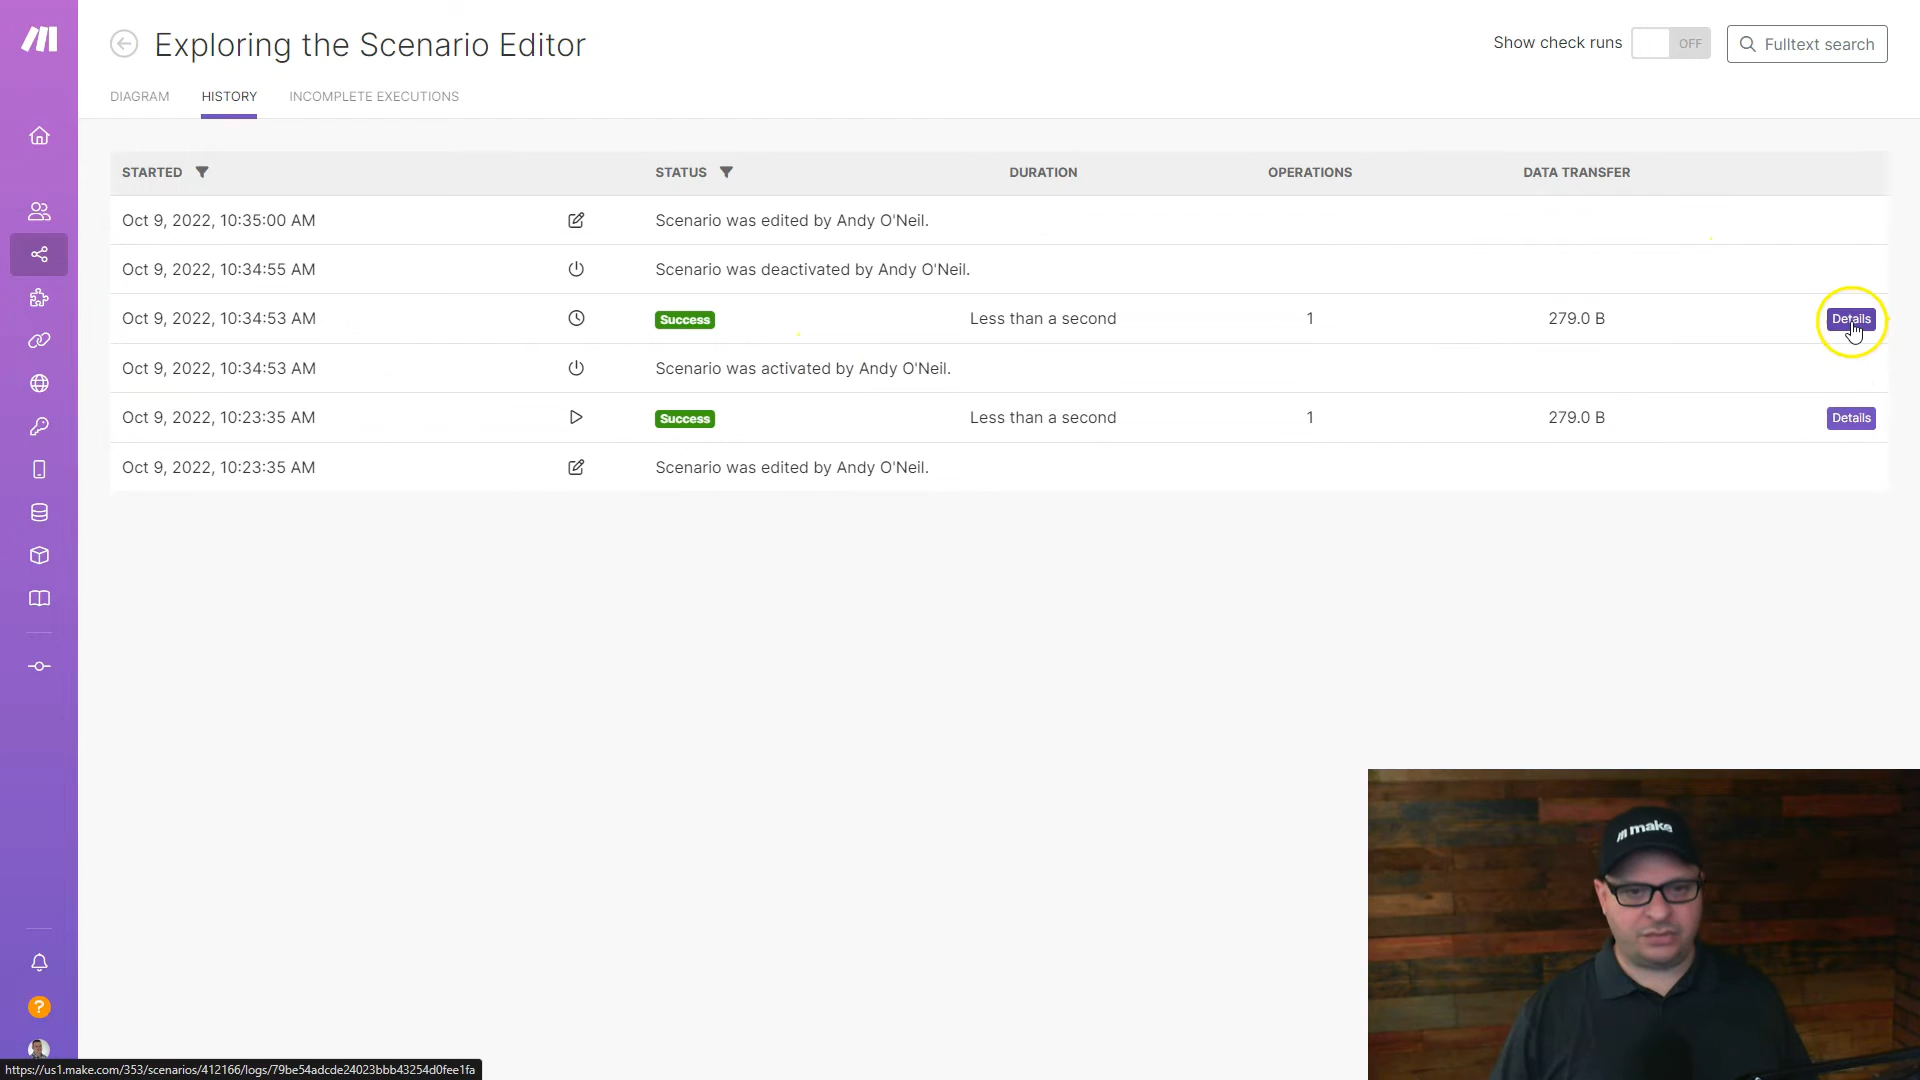 Exploring the Scenario Editor
Show check runs OFF Fulltext search
DIAGRAM HISTORY INCOMPLETE EXECUTIONS
STARTED STATUS DURATION OPERATIONS DATA TRANSFER
Oct 9, 2022, 10:35:00 AM Scenario was edited by Andy O'Neil.
Oct 9, 2022, 10:34:55 AM Scenario was deactivated by Andy O'Neil.
Oct 9, 2022, 10:34:53 AM Success Less than a second 1 279.0 B Details
Oct 9, 2022, 10:34:53 AM Scenario was activated by Andy O'Neil.
Oct 9, 2022, 10:23:35 AM Success Less than a second 1 279.0 B Details
Oct 9, 2022, 10:23:35 AM Scenario was edited by Andy O'Neil.
make
?
https://us1.make.com/353/scenarios/412166/logs/79be54adcde24023bbb43254d0fee1fa